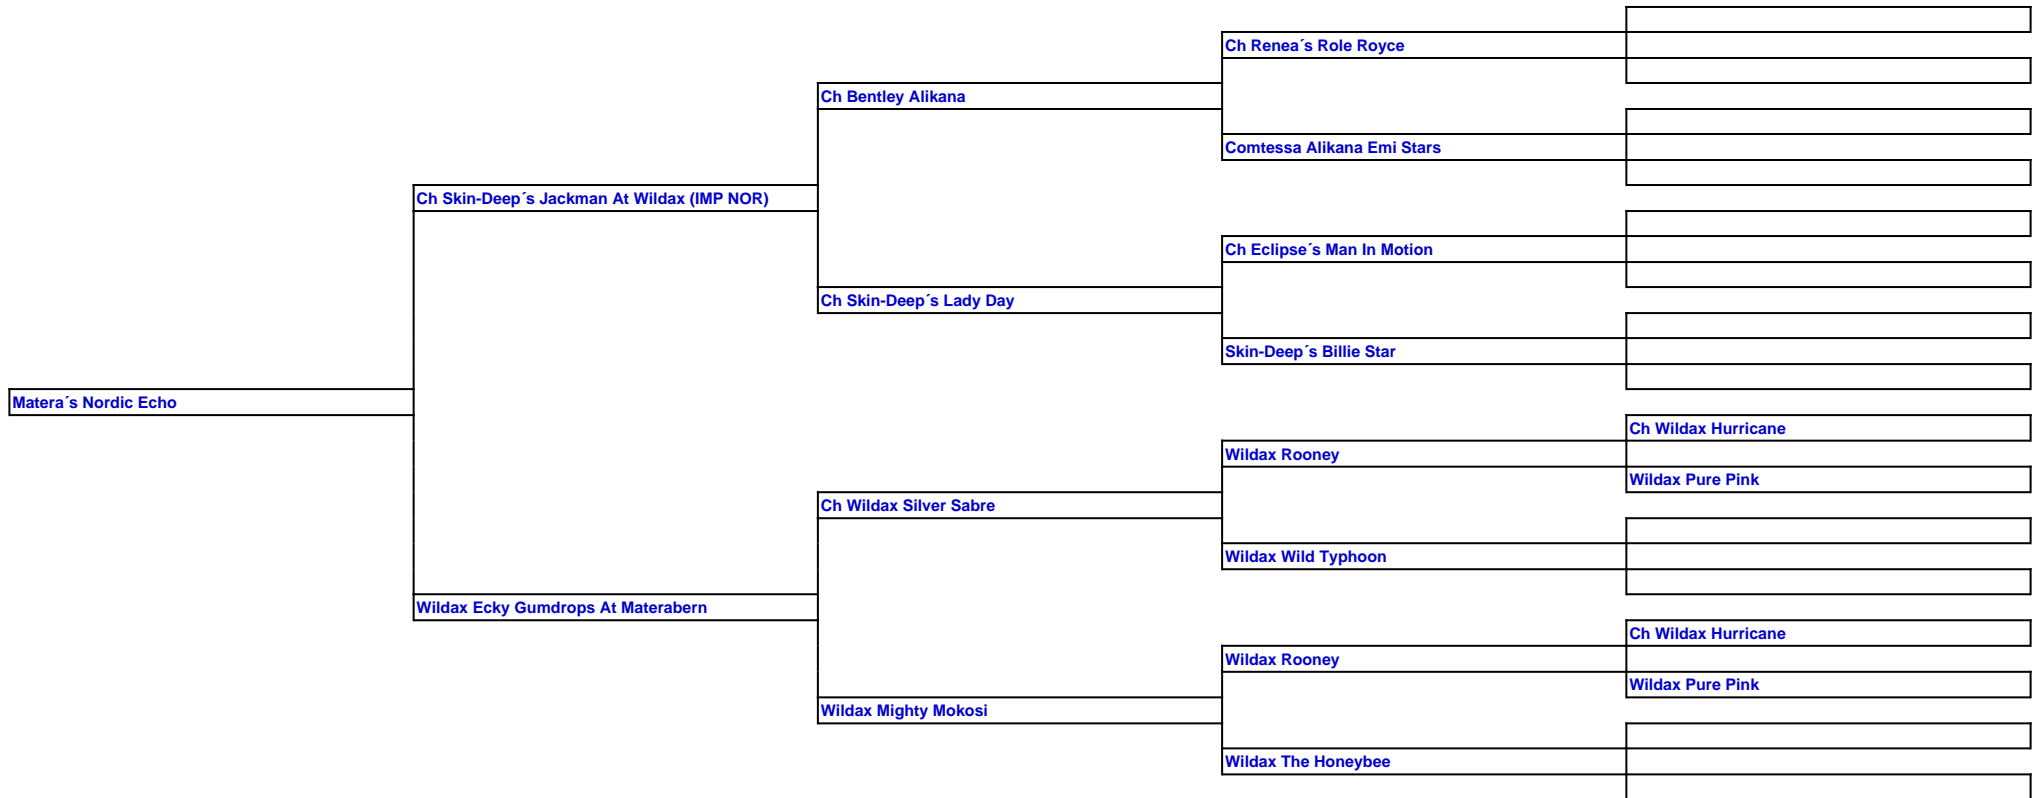 Ch Renea´s Role Royce
Ch Bentley Alikana
Comtessa Alikana Emi Stars
Ch Skin-Deep´s Jackman At Wildax (IMP NOR)
Ch Eclipse´s Man In Motion
Ch Skin-Deep´s Lady Day
Skin-Deep´s Billie Star
Matera´s Nordic Echo
Ch Wildax Hurricane
Wildax Rooney
Wildax Pure Pink
Ch Wildax Silver Sabre
Wildax Wild Typhoon
Wildax Ecky Gumdrops At Materabern
Ch Wildax Hurricane
Wildax Rooney
Wildax Pure Pink
Wildax Mighty Mokosi
Wildax The Honeybee